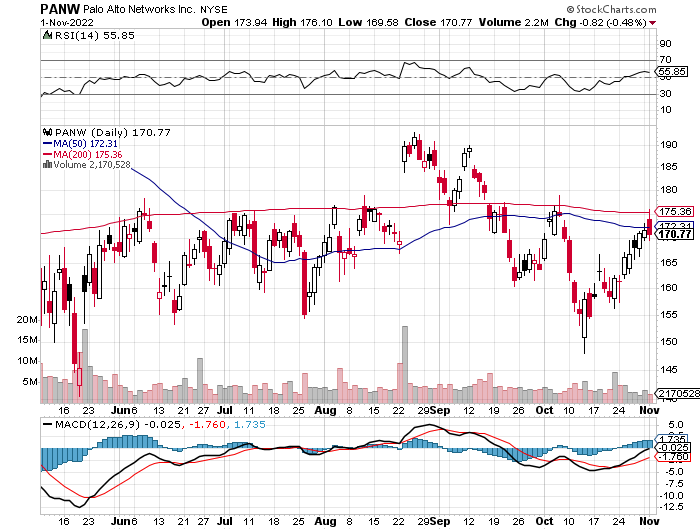 PANW Palo Alto Networks Inc. NYSE © StockCharts.com
1-Nov-2022 Open 173.94 High 176.10 Low 169.58 Close 170.77 Volume 2.2M Chg -0.82 (-0.48%)
RSI(14) 55.85
90
70
55.85
30
10
PANW (Daily) 170.77
MA(50) 172.31
MA(200) 175.36
Volume 2,170,528
190
185
180
175.36
172.31
170.77
165
160
155
150
145
20M
15M
10M
5M
2170528
16 23 Jun 6 13 21 27 Jul 11 18 25 Aug 8 15 22 29 Sep 12 19 26 Oct 10 17 24 Nov
MACD(12,26,9) -0.025, -1.760, 1.735
5.0
1.735
-0.025
-1.760
-5.0
-7.5
-10.0
-12.5
16 23 Jun 6 13 21 27 Jul 11 18 25 Aug 8 15 22 29 Sep 12 19 26 Oct 10 17 24 Nov